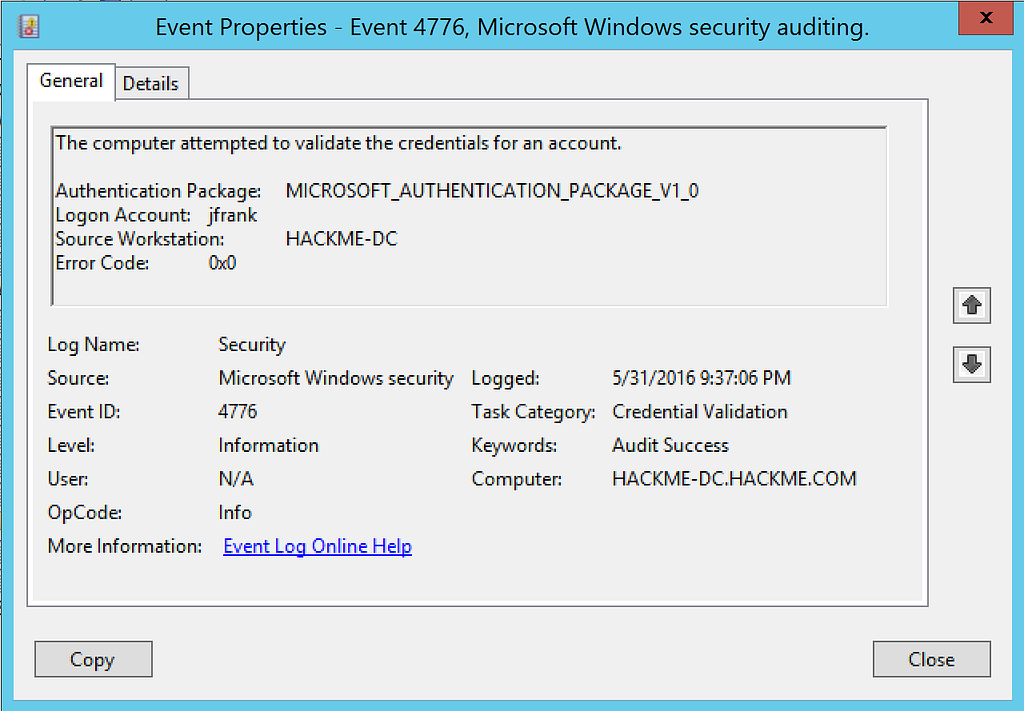 Event Properties - Event 4776, Microsoft Windows security auditing.
x
General
Details
The computer attempted to validate the credentials for an account.
Authentication Package: MICROSOFT_AUTHENTICATION_PACKAGE_V1_0
Logon Account: jfrank
Source Workstation: HACKME-DC
Error Code: 0x0
Log Name: Security
Source: Microsoft Windows security Logged: 5/31/2016 9:37:06 PM
Event ID: 4776 Task Category: Credential Validation
Level: Information Keywords: Audit Success
User: N/A Computer: HACKME-DC.HACKME.COM
OpCode: Info
More Information: Event Log Online Help
Copy
Close